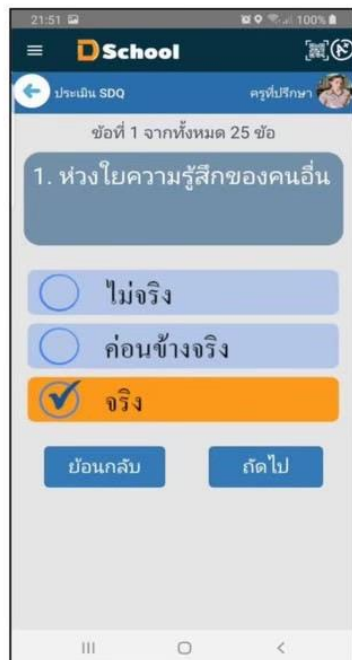 21:51 100%
DSchool
ประเมิน SDQ ครูที่ปรึกษา
ข้อที่ 1 จากทั้งหมด 25 ข้อ
1. ห่วงใยความรู้สึกของคนอื่น
ไม่จริง
ค่อนข้างจริง
จริง
ย้อนกลับ ถัดไป